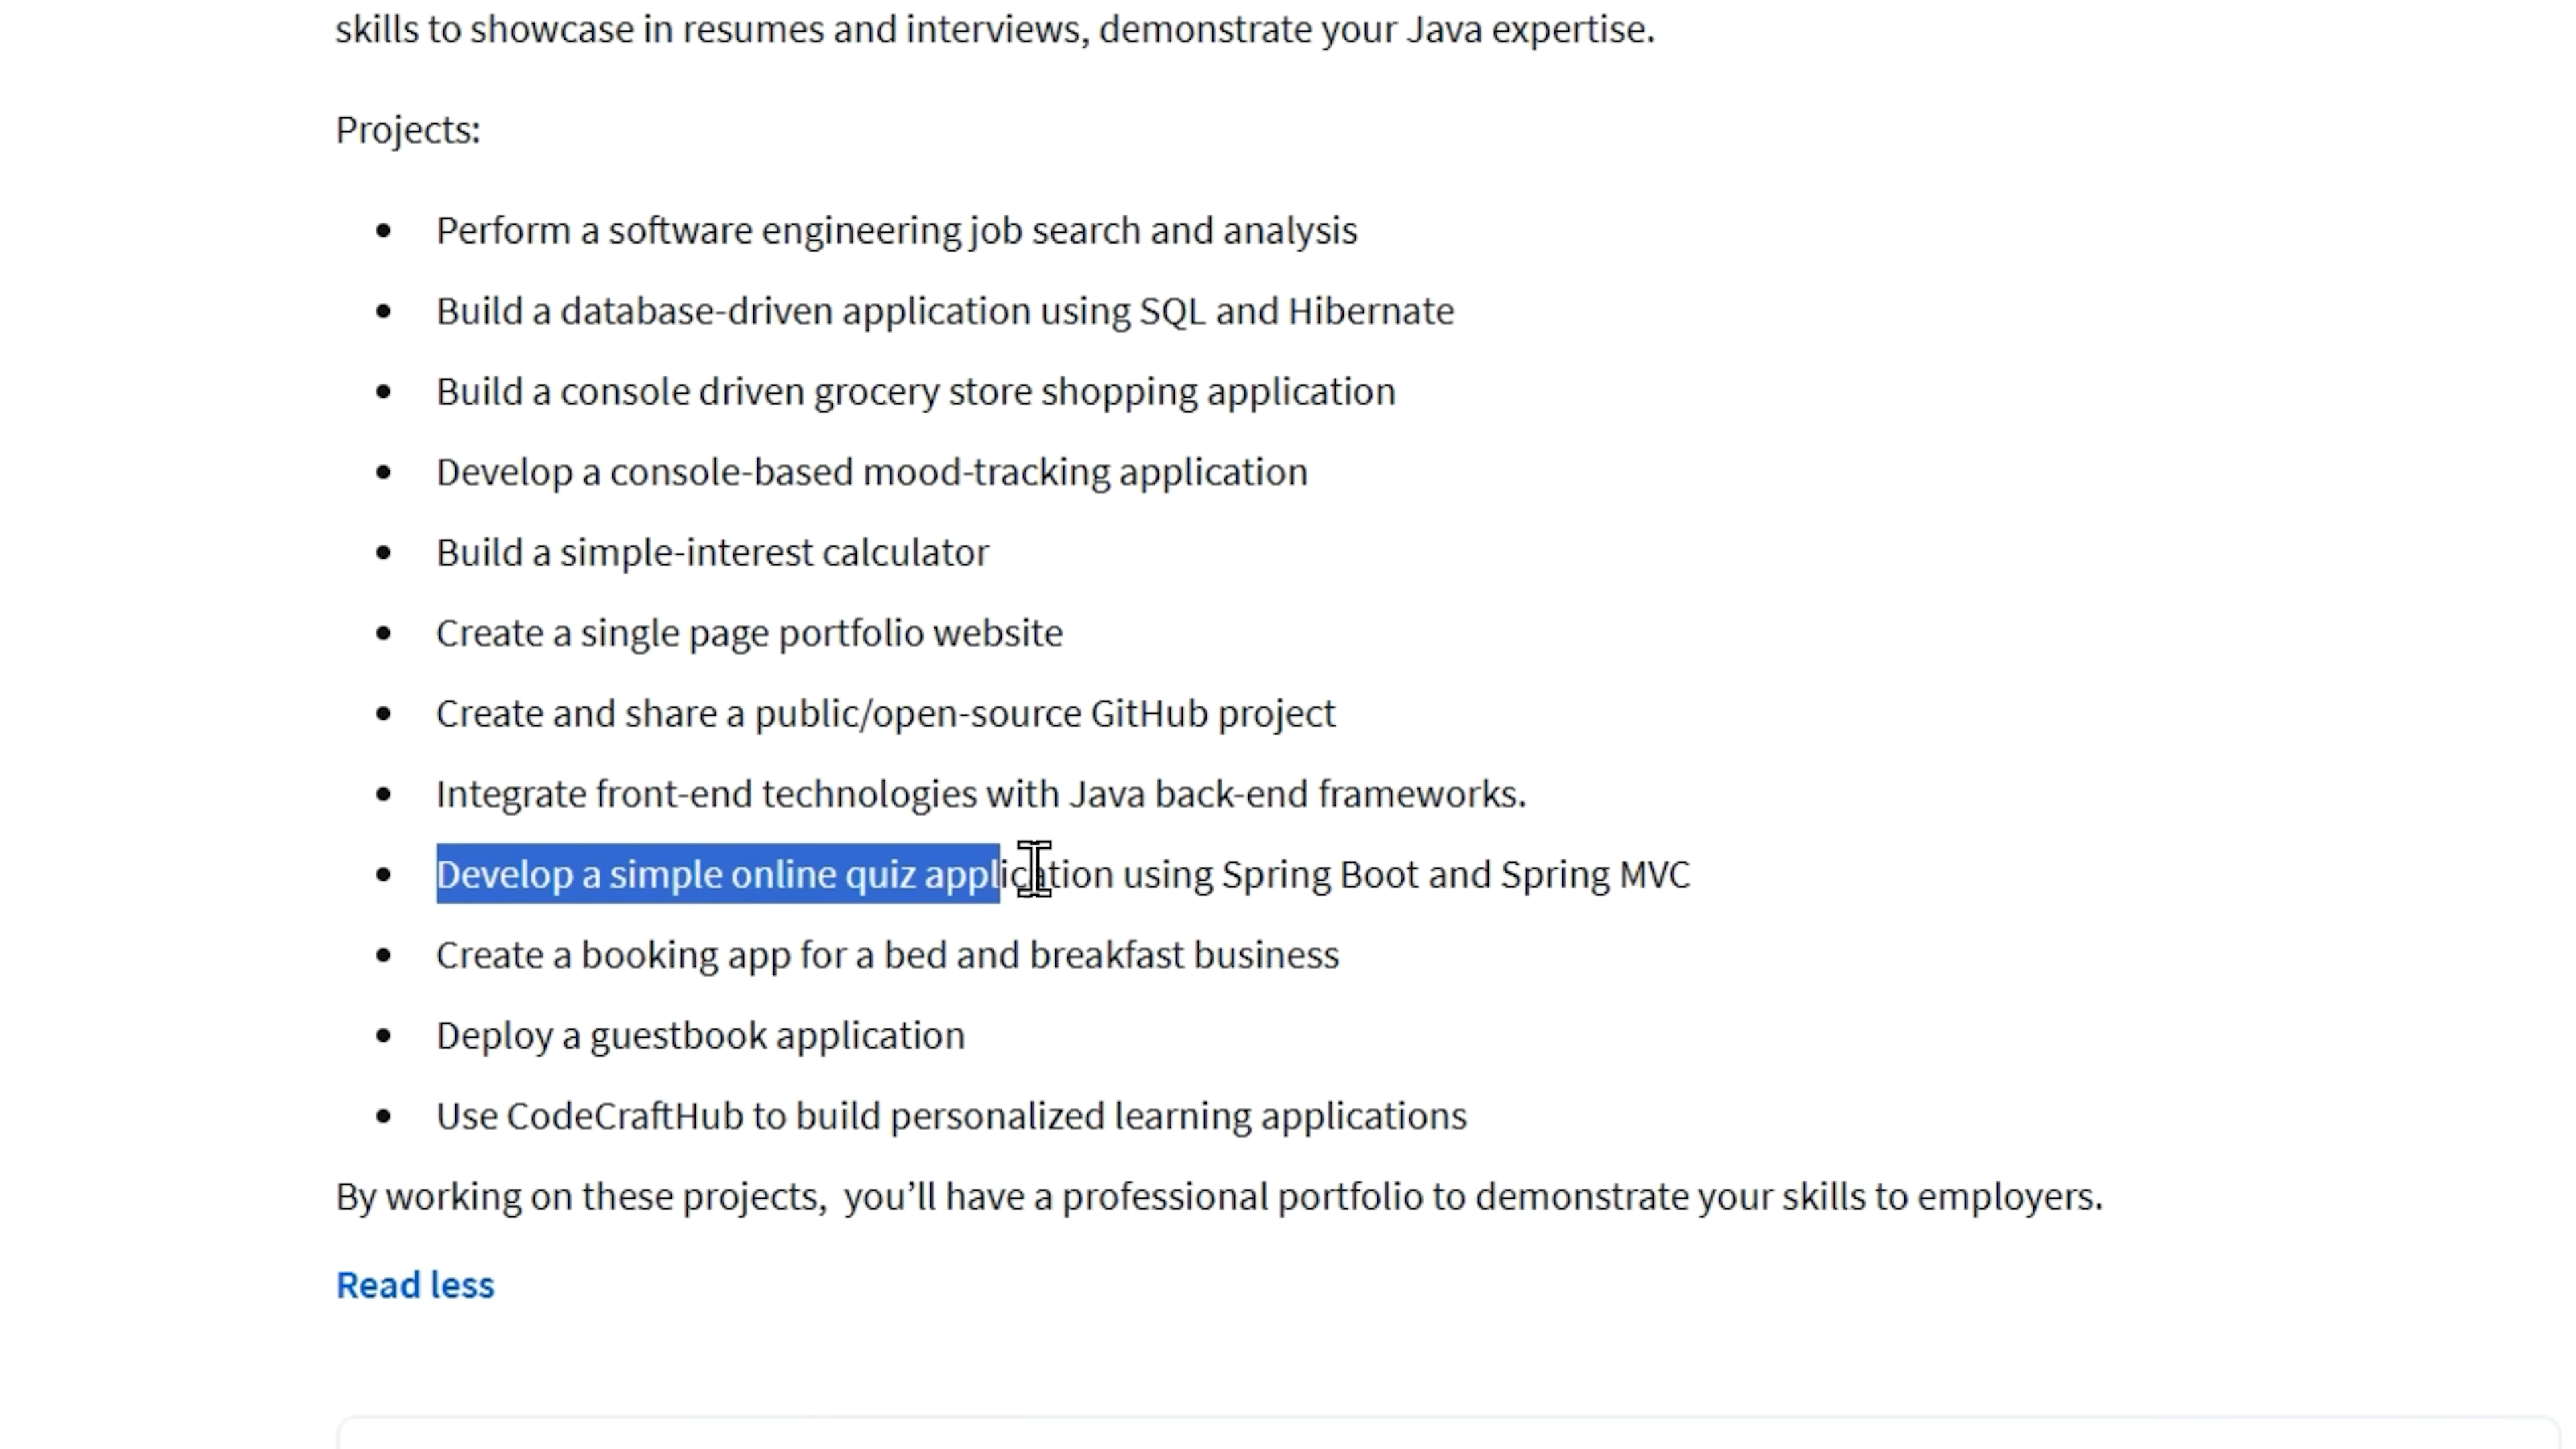 skills to showcase in resumes and interviews, demonstrate your Java expertise.
Projects:
• Perform a software engineering job search and analysis
• Build a database-driven application using SQL and Hibernate
• Build a console driven grocery store shopping application
• Develop a console-based mood-tracking application
• Build a simple-interest calculator
• Create a single page portfolio website
• Create and share a public/open-source GitHub project
• Integrate front-end technologies with Java back-end frameworks.
• Develop a simple online quiz application using Spring Boot and Spring MVC
• Create a booking app for a bed and breakfast business
• Deploy a guestbook application
• Use CodeCraftHub to build personalized learning applications
By working on these projects,  you’ll have a professional portfolio to demonstrate your skills to employers.
Read less